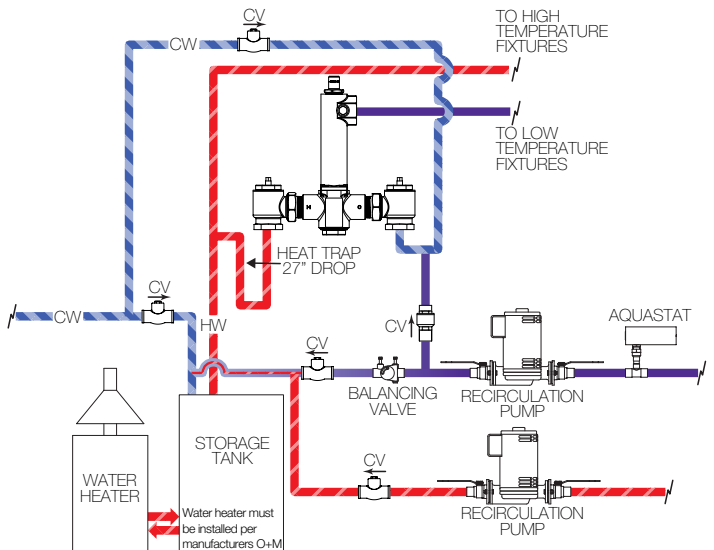 CV
CW
TO HIGH
TEMPERATURE
FIXTURES
TO LOW
TEMPERATURE
FIXTURES
H
C
HEAT TRAP
27" DROP
CV
CW
HW
CV
CV
AQUASTAT
BALANCING
VALVE
RECIRCULATION
PUMP
STORAGE
TANK
WATER
HEATER
CV
Water heater must
be installed per
manufacturers O+M
RECIRCULATION
PUMP